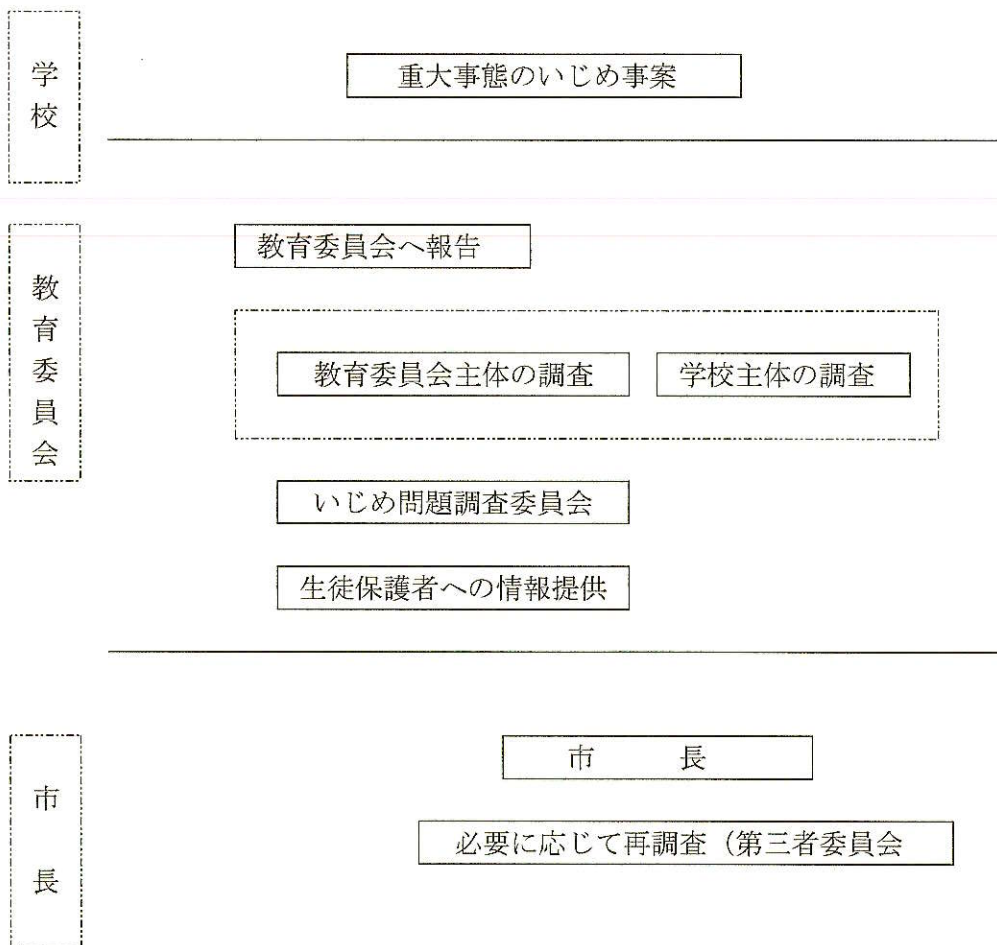 学校
重大事態のいじめ事案
教育委員会
教育委員会へ報告
教育委員会主体の調査
学校主体の調査
いじめ問題調査委員会
生徒保護者への情報提供
市長
市　　長
必要に応じて再調査（第三者委員会